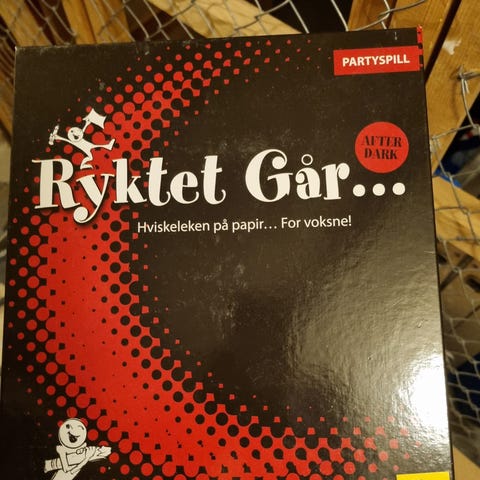 PARTYSPILL
AFTER
DARK
Ryktet Går...
Hviskeleken på papir... For voksne!